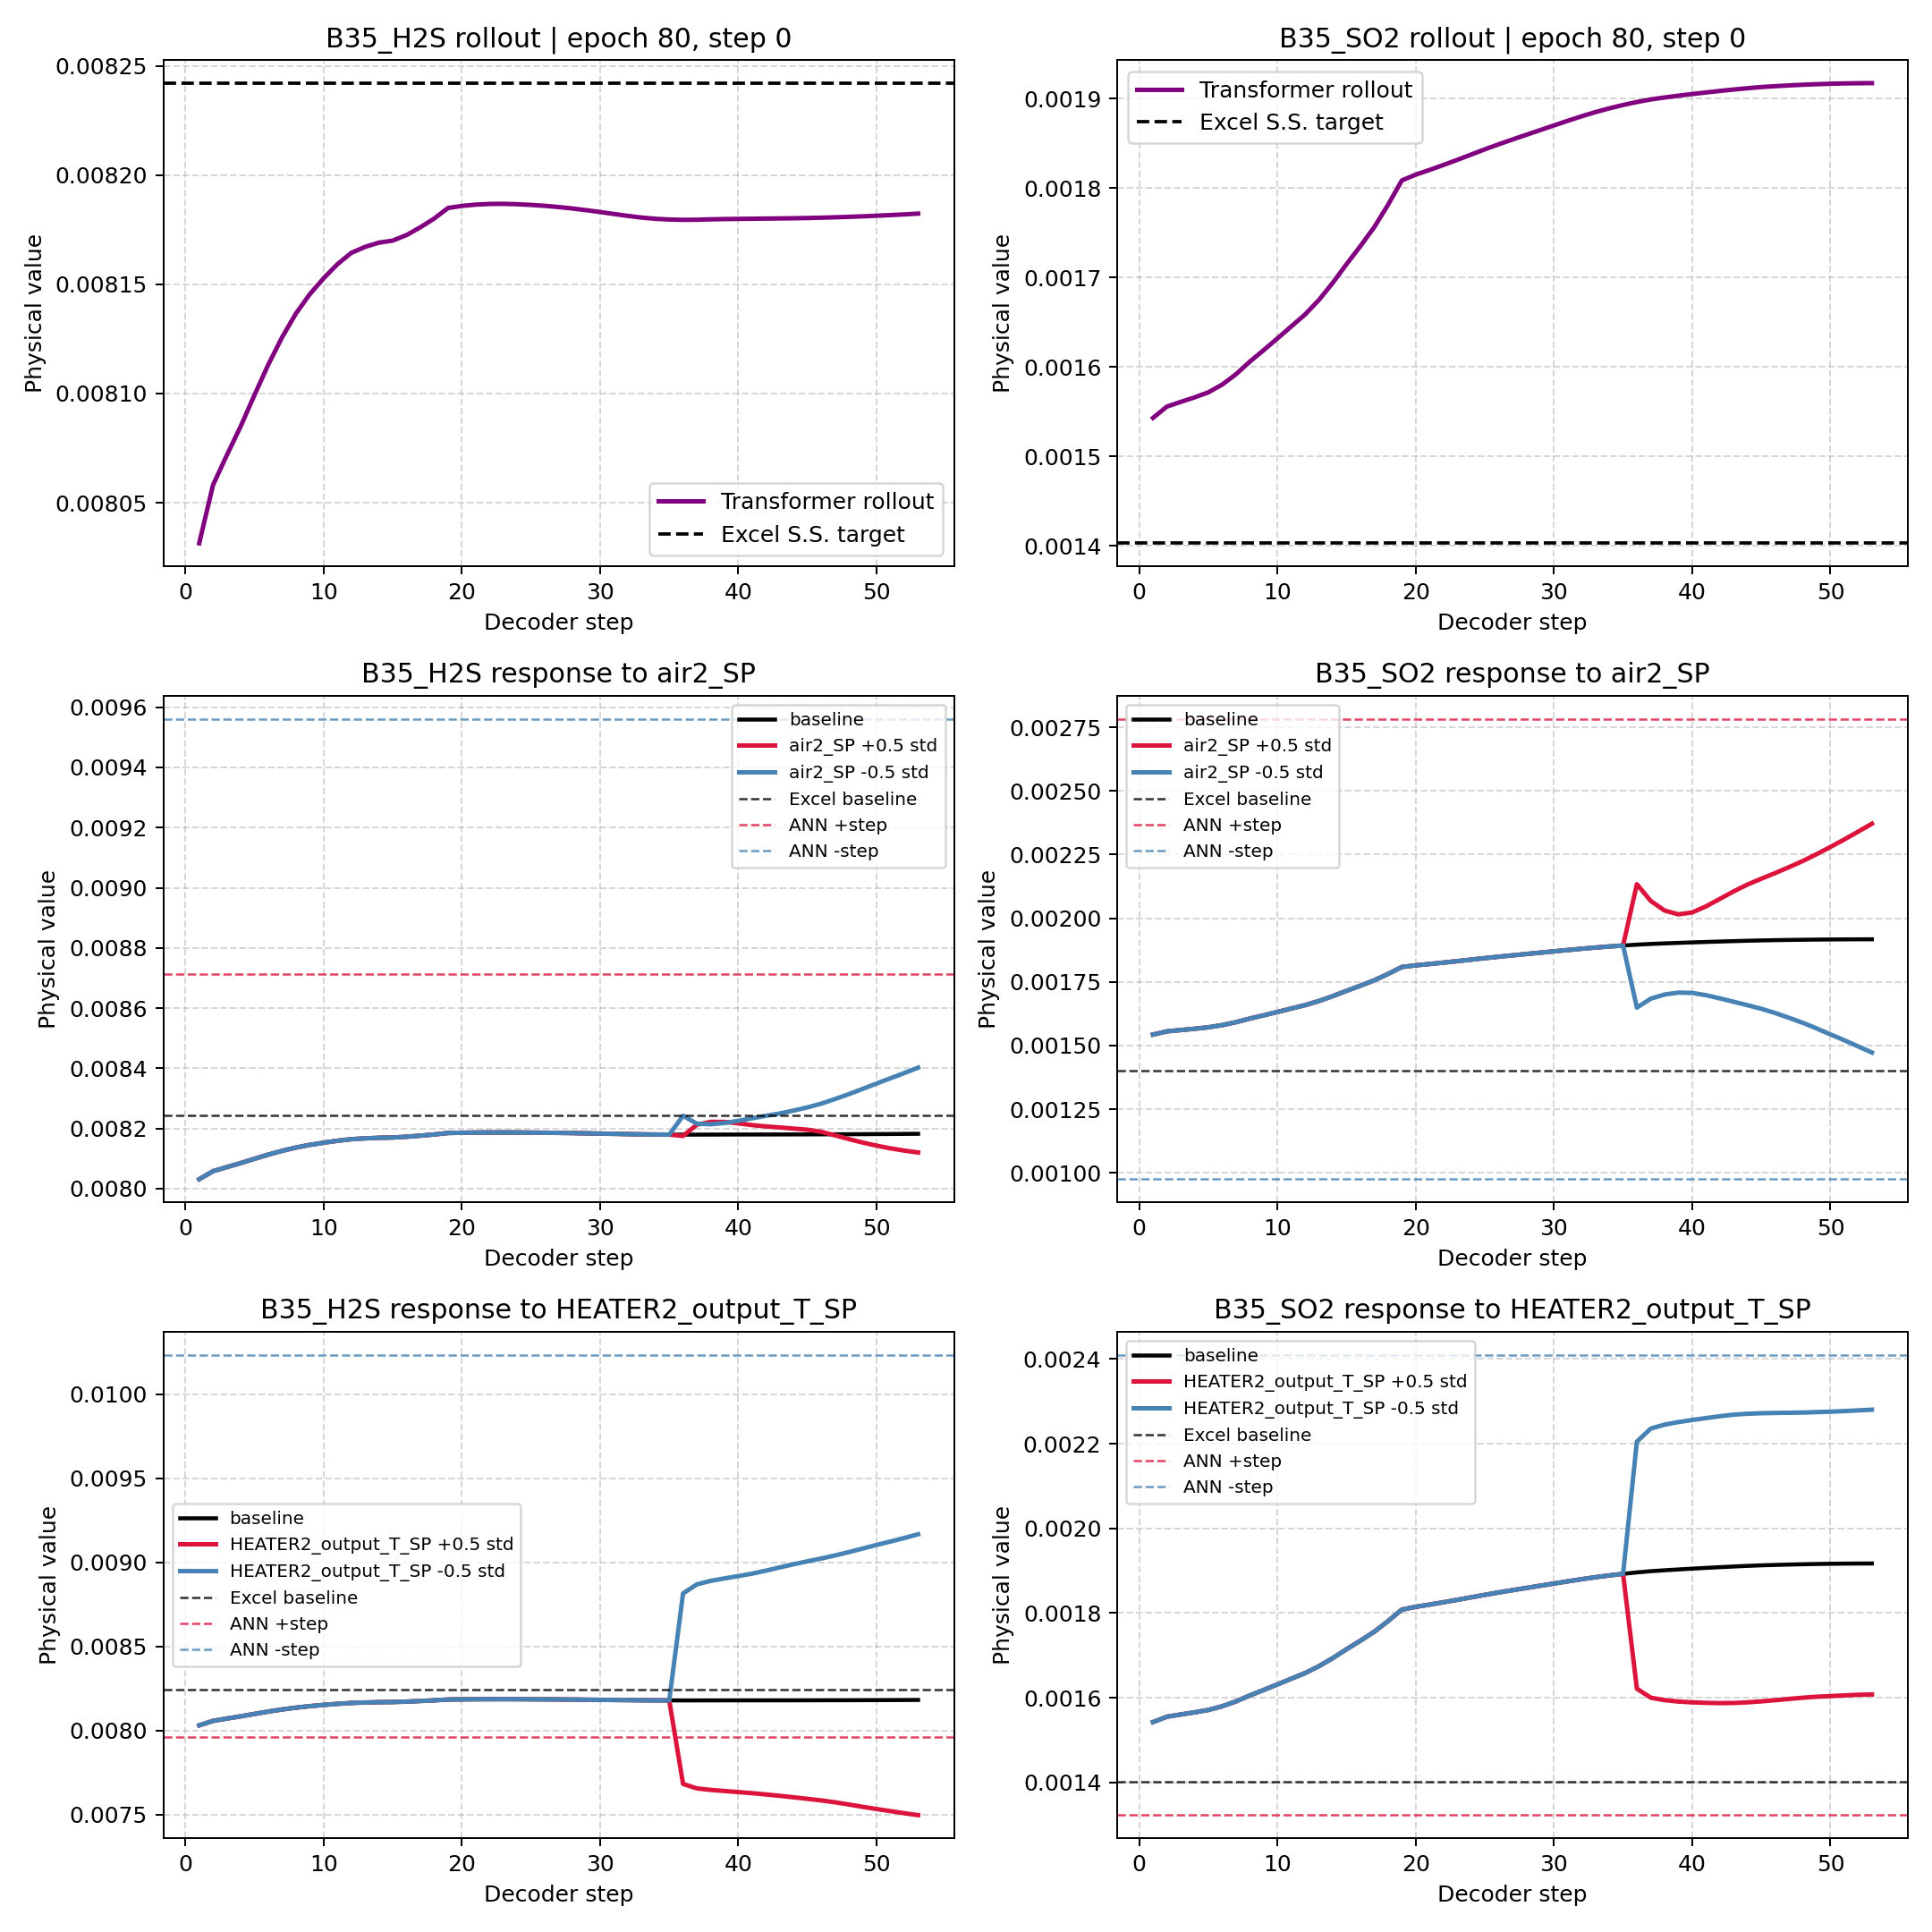 B35_H2S rollout | epoch 80, step 0
Physical value
0.00825
0.00820
0.00815
0.00810
0.00805
Transformer rollout
Excel S.S. target
0 10 20 30 40 50
Decoder step
B35_SO2 rollout | epoch 80, step 0
Physical value
0.0019
0.0018
0.0017
0.0016
0.0015
0.0014
Transformer rollout
Excel S.S. target
0 10 20 30 40 50
Decoder step
B35_H2S response to air2_SP
Physical value
0.0096
0.0094
0.0092
0.0090
0.0088
0.0086
0.0084
0.0082
0.0080
baseline
air2_SP +0.5 std
air2_SP -0.5 std
Excel baseline
ANN +step
ANN -step
0 10 20 30 40 50
Decoder step
B35_SO2 response to air2_SP
Physical value
0.00275
0.00250
0.00225
0.00200
0.00175
0.00150
0.00125
0.00100
baseline
air2_SP +0.5 std
air2_SP -0.5 std
Excel baseline
ANN +step
ANN -step
0 10 20 30 40 50
Decoder step
B35_H2S response to HEATER2_output_T_SP
Physical value
0.0100
0.0095
0.0090
0.0085
0.0080
0.0075
baseline
HEATER2_output_T_SP +0.5 std
HEATER2_output_T_SP -0.5 std
Excel baseline
ANN +step
ANN -step
0 10 20 30 40 50
Decoder step
B35_SO2 response to HEATER2_output_T_SP
Physical value
0.0024
0.0022
0.0020
0.0018
0.0016
0.0014
baseline
HEATER2_output_T_SP +0.5 std
HEATER2_output_T_SP -0.5 std
Excel baseline
ANN +step
ANN -step
0 10 20 30 40 50
Decoder step